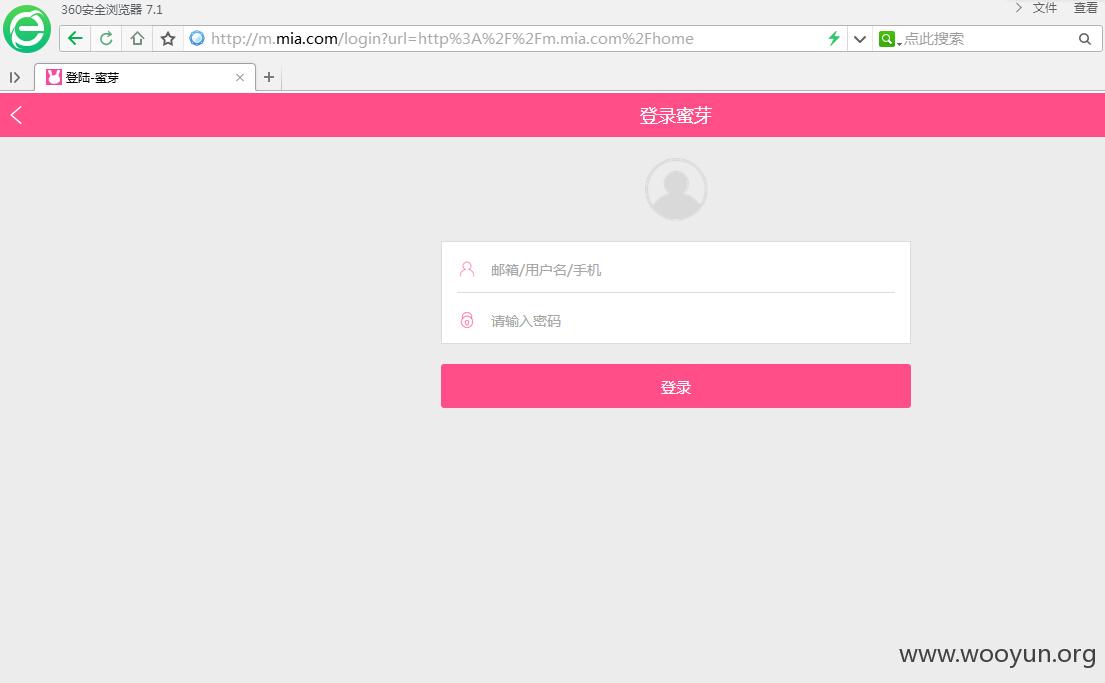 360安全浏览器 7.1
文件 查看
http://m.mia.com/login?url=http%3A%2F%2Fm.mia.com%2Fhome
点此搜索
登陆-蜜芽
登录蜜芽
邮箱/用户名/手机
请输入密码
登录
www.wooyun.org